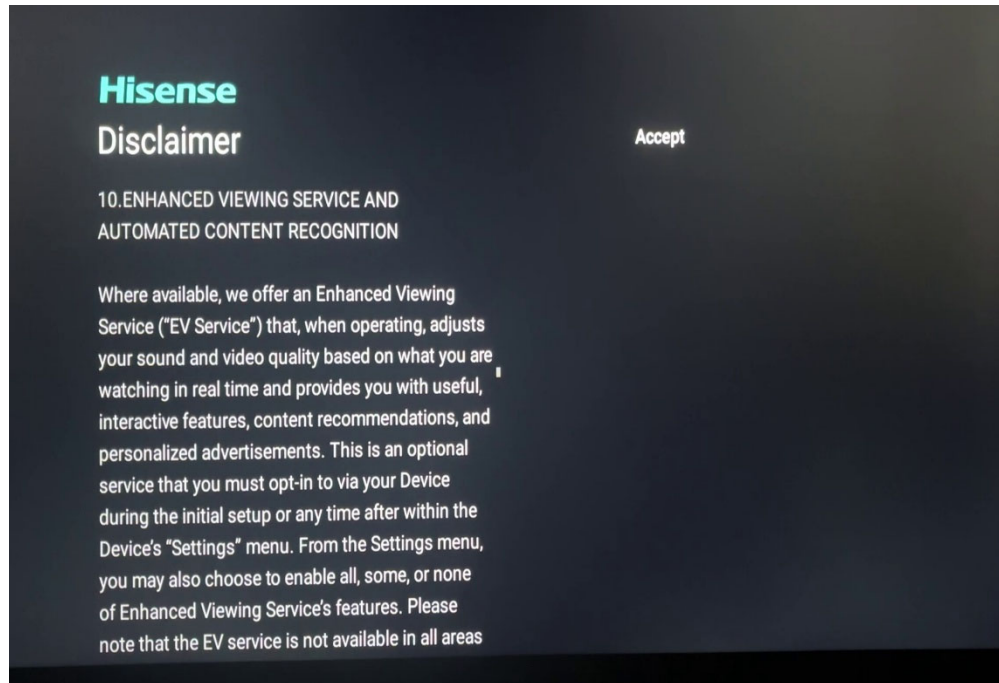 Hisense
Disclaimer
Accept
10.ENHANCED VIEWING SERVICE AND
AUTOMATED CONTENT RECOGNITION
Where available, we offer an Enhanced Viewing
Service ("EV Service") that, when operating, adjusts
your sound and video quality based on what you are
watching in real time and provides you with useful,
interactive features, content recommendations, and
personalized advertisements. This is an optional
service that you must opt-in to via your Device
during the initial setup or any time after within the
Device's "Settings" menu. From the Settings menu,
you may also choose to enable all, some, or none
of Enhanced Viewing Service's features. Please
note that the EV service is not available in all areas